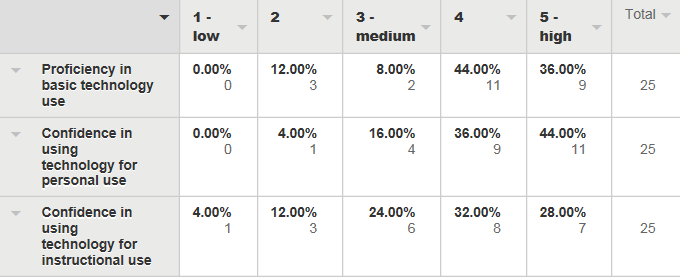 1 - low 2 3 - medium 4 5 - high Total
Proficiency in basic technology use 0.00% 12.00% 8.00% 44.00% 36.00%
0 3 2 11 9 25
Confidence in using technology for personal use 0.00% 4.00% 16.00% 36.00% 44.00%
0 1 4 9 11 25
Confidence in using technology for instructional use 4.00% 12.00% 24.00% 32.00% 28.00%
1 3 6 8 7 25